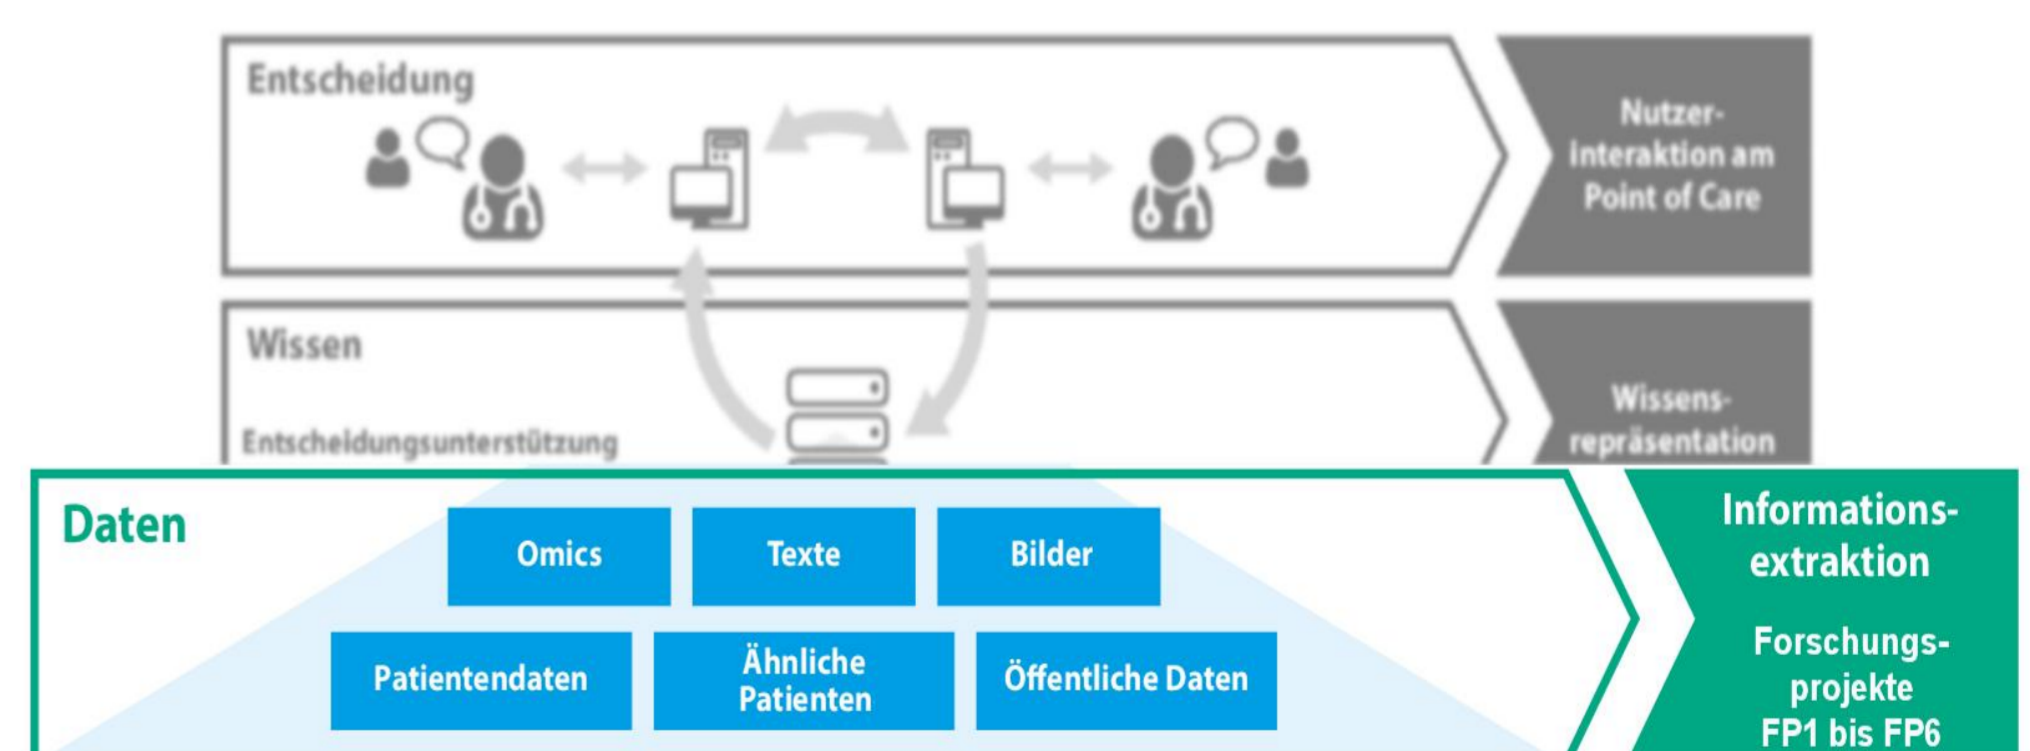 Entscheidung
Nutzer-
interaktion am
Point of Care
Wissen
Entscheidungsunterstützung
Wissens-
repräsentation
Daten
Omics
Texte
Bilder
Patientendaten
Ähnliche
Patienten
Öffentliche Daten
Informations-
extraktion
Forschungs-
projekte
FP1 bis FP6